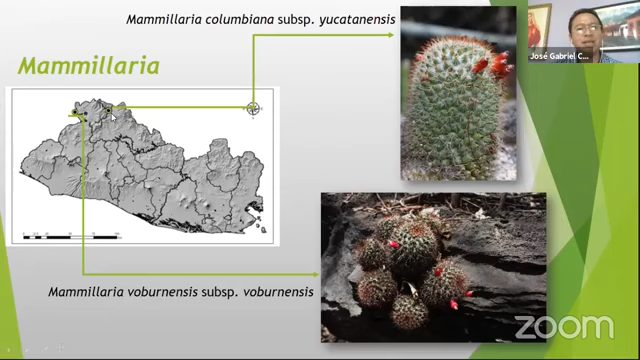 Mammillaria columbiana subsp. yucatanensis
José Gabriel C...
Mammillaria
Mammillaria voburnensis subsp. voburnensis
zoom